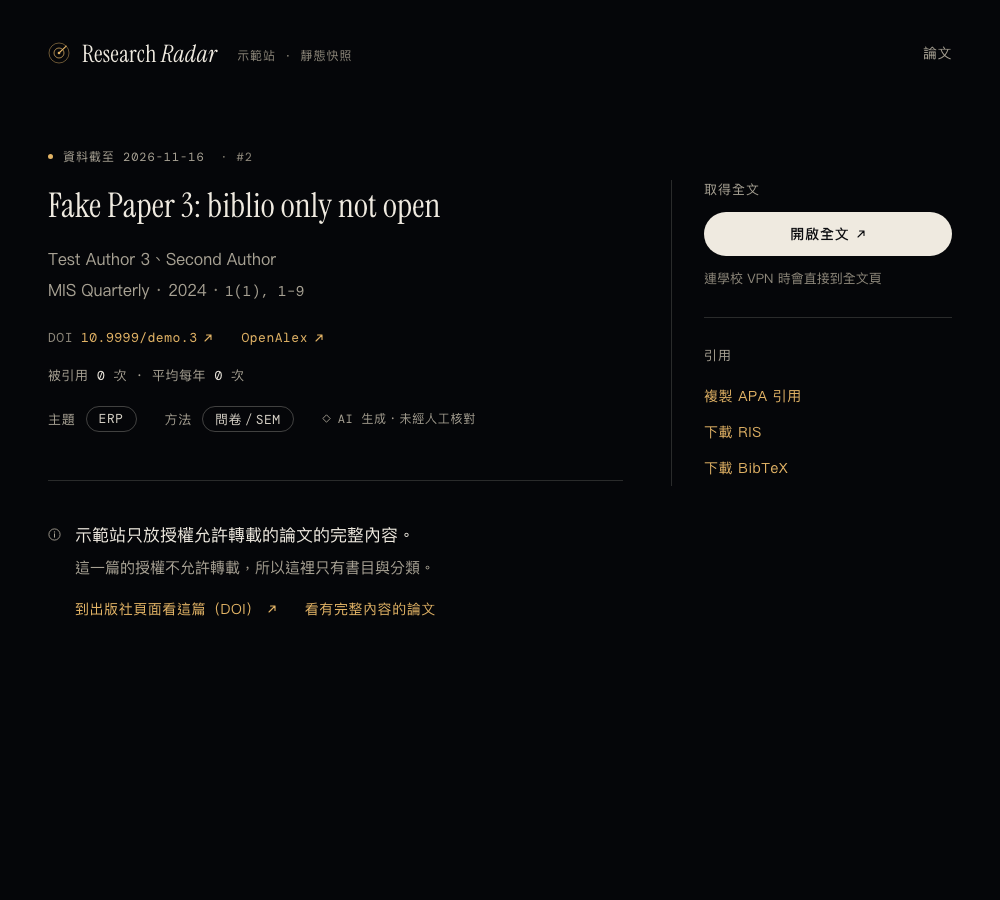 Research Radar 示範站 · 靜態快照
論文
資料截至 2026-11-16 · #2
Fake Paper 3: biblio only not open
Test Author 3、Second Author
MIS Quarterly · 2024 · 1(1), 1–9
DOI 10.9999/demo.3 ↗ OpenAlex ↗
被引用 0 次 · 平均每年 0 次
主題 ERP 方法 問卷 / SEM ◇ AI 生成 · 未經人工核對
取得全文
開啟全文 ↗
連學校 VPN 時會直接到全文頁
引用
複製 APA 引用
下載 RIS
下載 BibTeX
示範站只放授權允許轉載的論文的完整內容。
這一篇的授權不允許轉載，所以這裡只有書目與分類。
到出版社頁面看這篇（DOI） ↗ 看有完整內容的論文